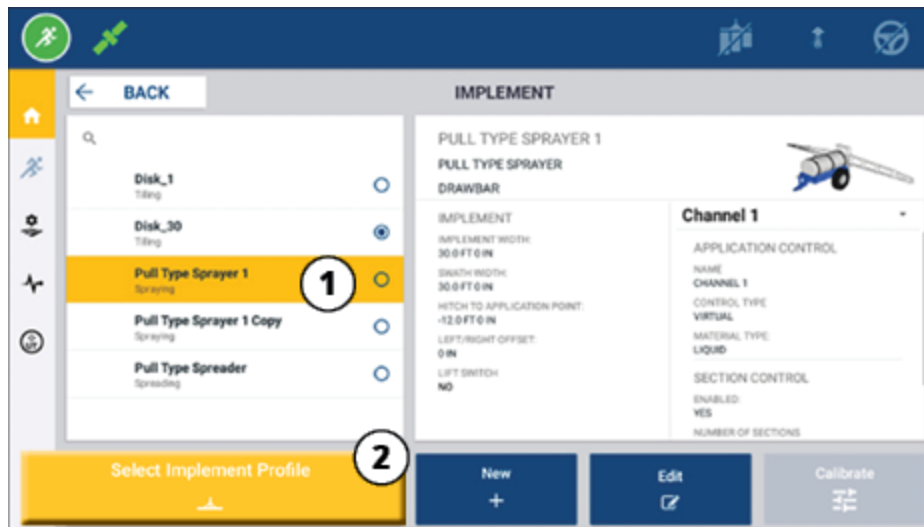 BACK
IMPLEMENT
Disk_1
Tilling
Disk_30
Tilling
Pull Type Sprayer 1
Spraying
1
Pull Type Sprayer 1 Copy
Spraying
Pull Type Spreader
Spreading
PULL TYPE SPRAYER 1
PULL TYPE SPRAYER
DRAWBAR
IMPLEMENT
IMPLEMENT WIDTH:
30.0 FT 0 IN
SWATH WIDTH:
30.0 FT 0 IN
HITCH TO APPLICATION POINT:
-12.0 FT 0 IN
LEFT/RIGHT OFFSET:
0 IN
LIFT SWITCH
NO
Channel 1
APPLICATION CONTROL
NAME
CHANNEL 1
CONTROL TYPE
VIRTUAL
MATERIAL TYPE:
LIQUID
SECTION CONTROL
ENABLED:
YES
NUMBER OF SECTIONS
Select Implement Profile
2
New
Edit
Calibrate